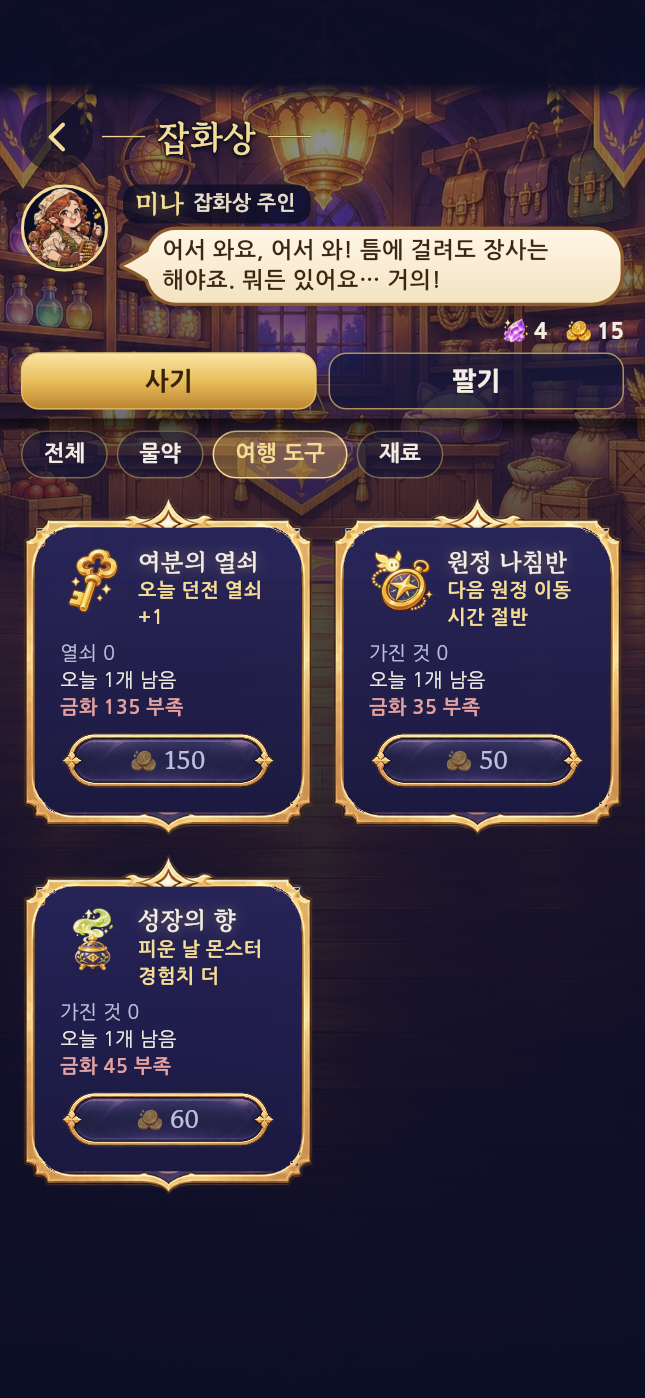 잡화상
미나 잡화상 주인
어서 와요, 어서 와! 틈에 걸려도 장사는
해야죠. 뭐든 있어요… 거의!
4 15
사기 팔기
전체 물약 여행 도구 재료
여분의 열쇠
오늘 던전 열쇠
+1
열쇠 0
오늘 1개 남음
금화 135 부족
150
원정 나침반
다음 원정 이동
시간 절반
가진 것 0
오늘 1개 남음
금화 35 부족
50
성장의 향
피운 날 몬스터
경험치 더
가진 것 0
오늘 1개 남음
금화 45 부족
60